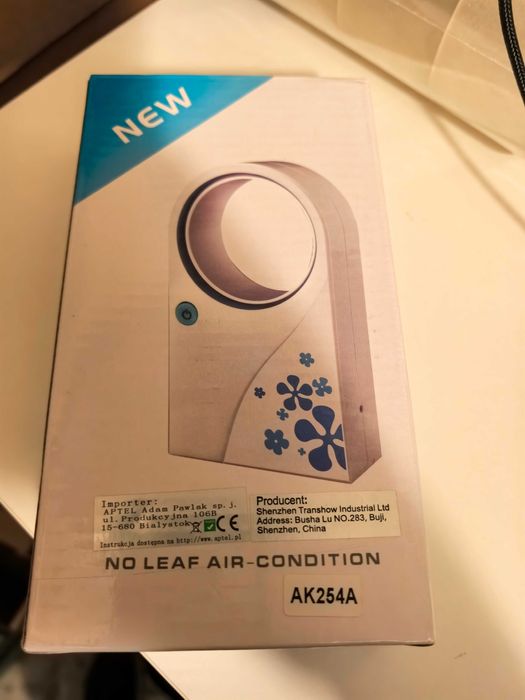 NEW
Importer:
APTEL Adam Pawlak sp. j.
ul. Produkcyjna 106B
15-680 Białystok CE
Instrukcja dostępna na http://www.aptel.pl
Producent:
Shenzhen Transhow Industrial Ltd
Address: Busha Lu NO.283, Buji,
Shenzhen, China
NO LEAF AIR-CONDITION
AK254A